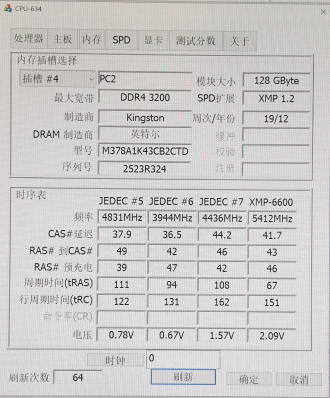 CPU-634
处理器 主板 内存 SPD 显卡 测试分数 关于
内存插槽选择
插槽 #4 PC2 模块大小 128 GByte
最大宽带 DDR4 3200 SPD扩展 XMP 1.2
制造商 Kingston 周次/年份 19/12
DRAM 制造商 英特尔 缓冲
型号 M378A1K43CB2CTD 校验
序列号 2523R324 注册
时序表
JEDEC #5 JEDEC #6 JEDEC #7 XMP-6600
频率 4831MHz 3944MHz 4436MHz 5412MHz
CAS#延迟 37.9 36.5 44.2 41.7
RAS# 到CAS# 49 42 46 43
RAS# 预充电 39 47 42 46
周期时间(tRAS) 111 94 108 67
行周期时间(tRC) 122 131 162 151
命令率(CR)
电压 0.78V 0.67V 1.57V 2.09V
时钟 0
刷新次数 64 刷新 确定 取消